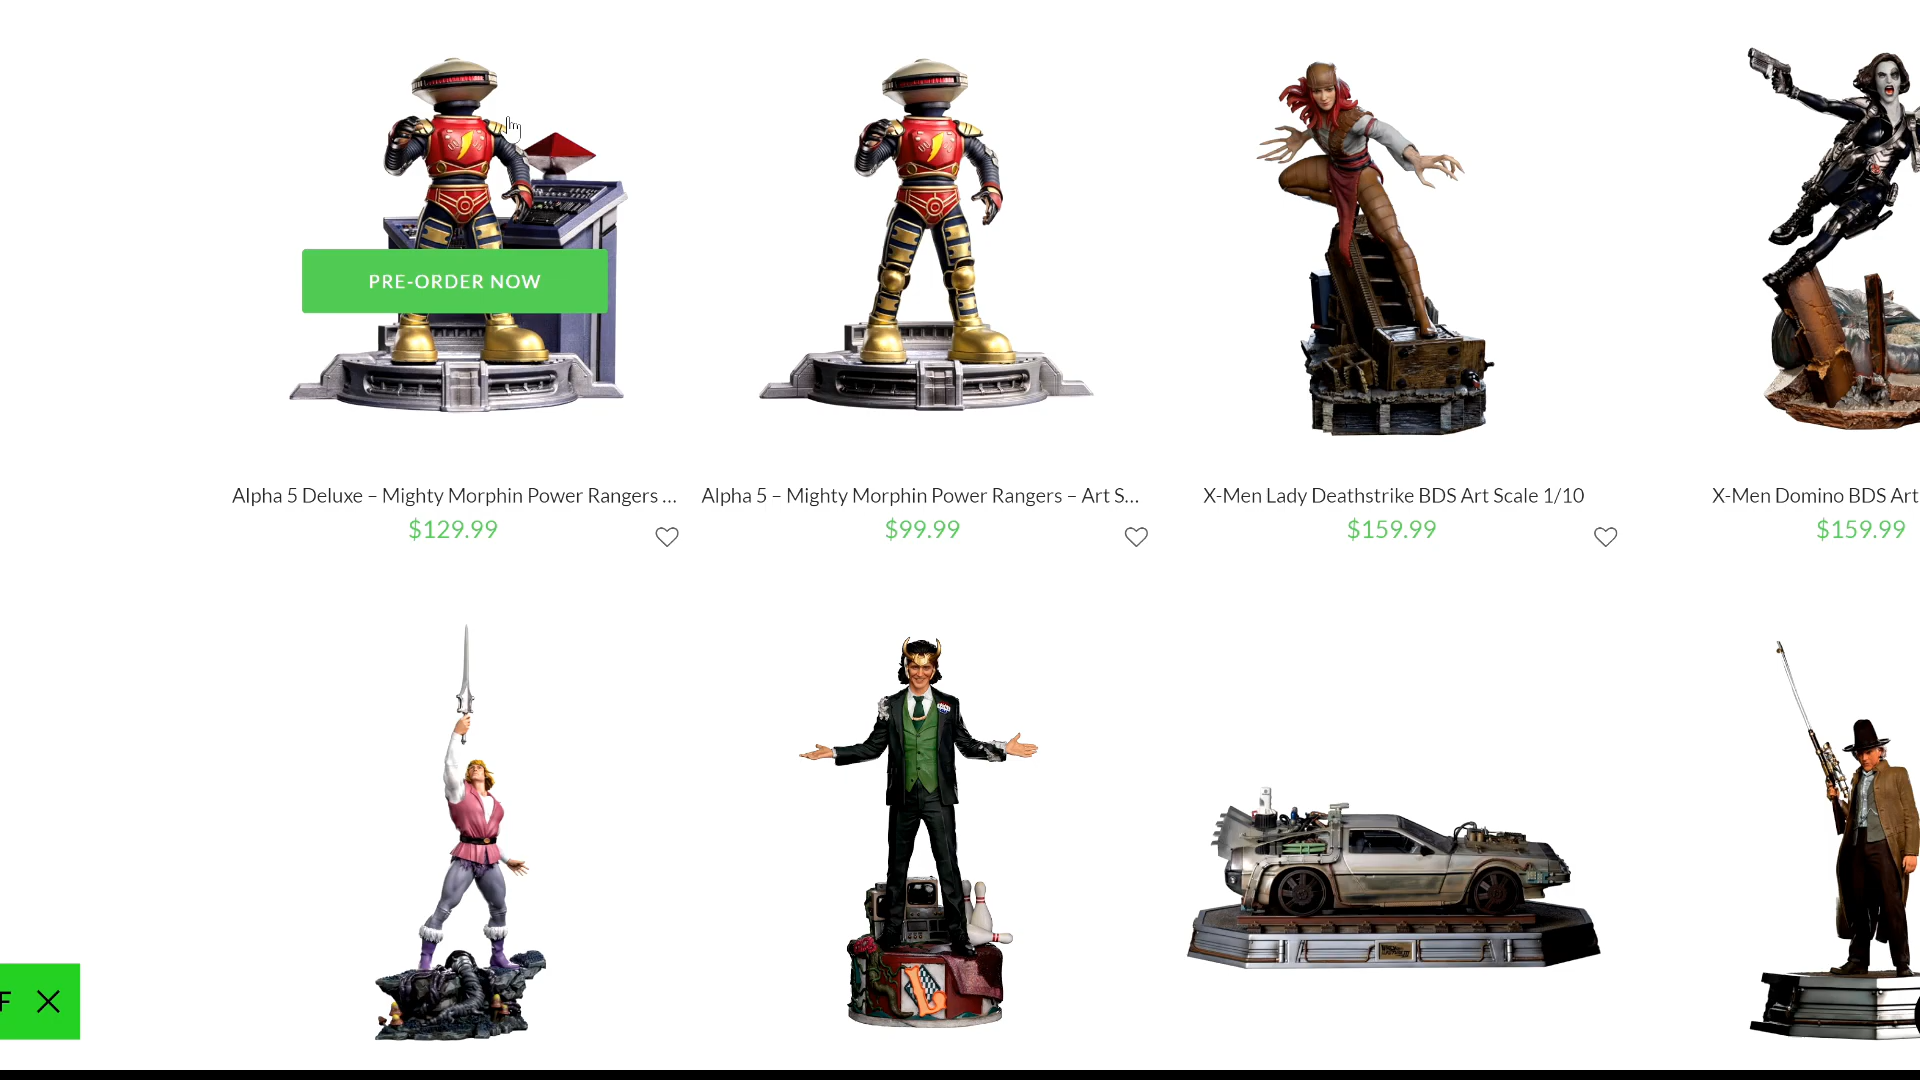 PRE-ORDER NOW
Alpha 5 Deluxe – Mighty Morphin Power Rangers ...
$129.99
Alpha 5 – Mighty Morphin Power Rangers – Art S...
$99.99
X-Men Lady Deathstrike BDS Art Scale 1/10
$159.99
X-Men Domino BDS Art
$159.99
F